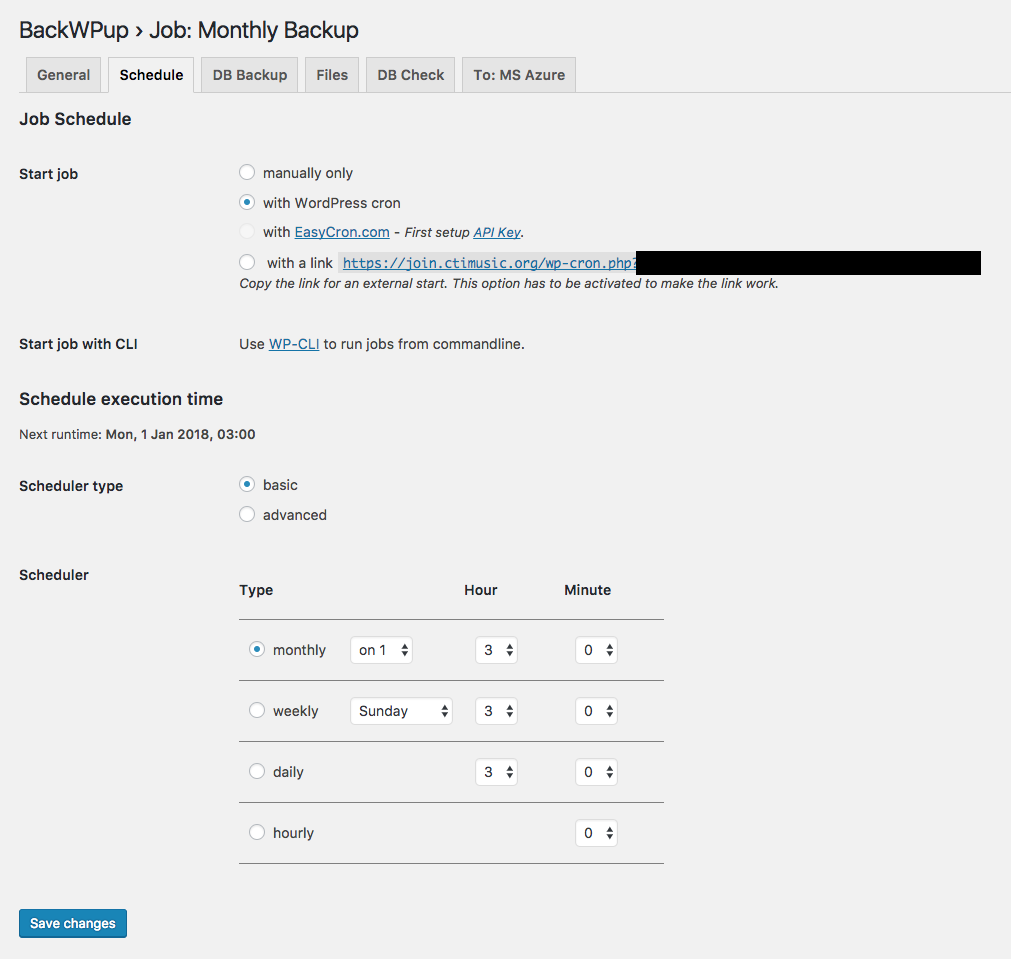 BackWPup › Job: Monthly Backup
General Schedule DB Backup Files DB Check To: MS Azure
Job Schedule
Start job
manually only
with WordPress cron
with EasyCron.com - First setup API Key.
with a link https://join.ctimusic.org/wp-cron.php?
Copy the link for an external start. This option has to be activated to make the link work.
Start job with CLI Use WP-CLI to run jobs from commandline.
Schedule execution time
Next runtime: Mon, 1 Jan 2018, 03:00
Scheduler type
basic
advanced
Scheduler
Type Hour Minute
monthly on 1 3 0
weekly Sunday 3 0
daily 3 0
hourly 0
Save changes